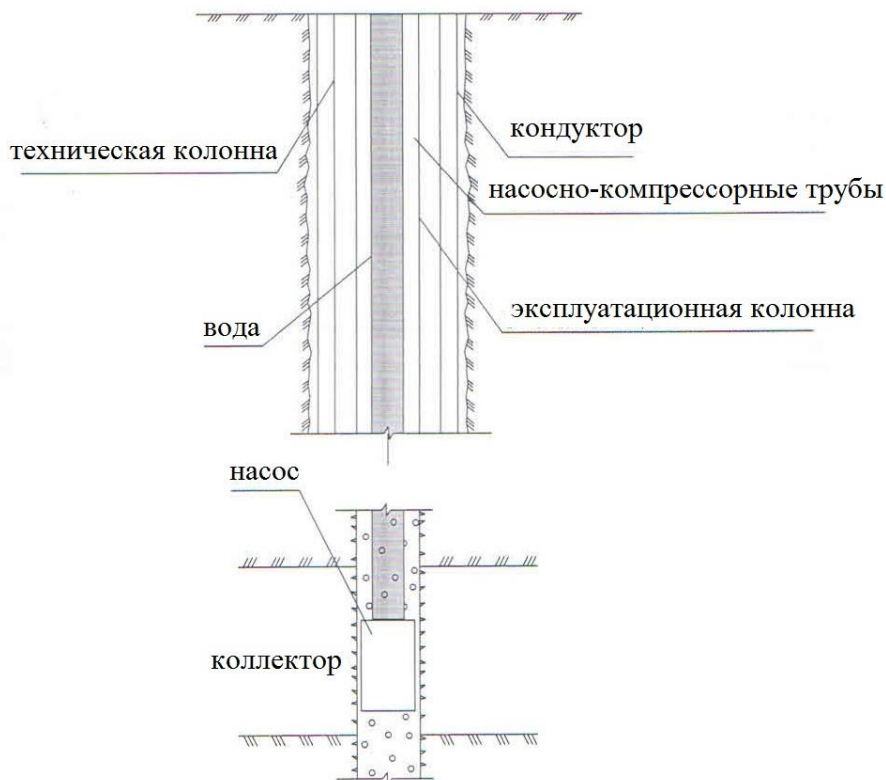 кондуктор
техническая колонна
насосно-компрессорные трубы
эксплуатационная колонна
вода
насос
коллектор